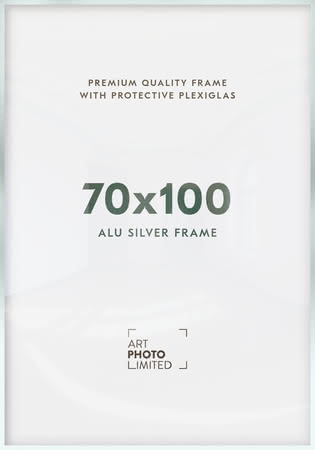 PREMIUM QUALITY FRAME
WITH PROTECTIVE PLEXIGLAS
70x100
ALU SILVER FRAME
ART
PHOTO
LIMITED